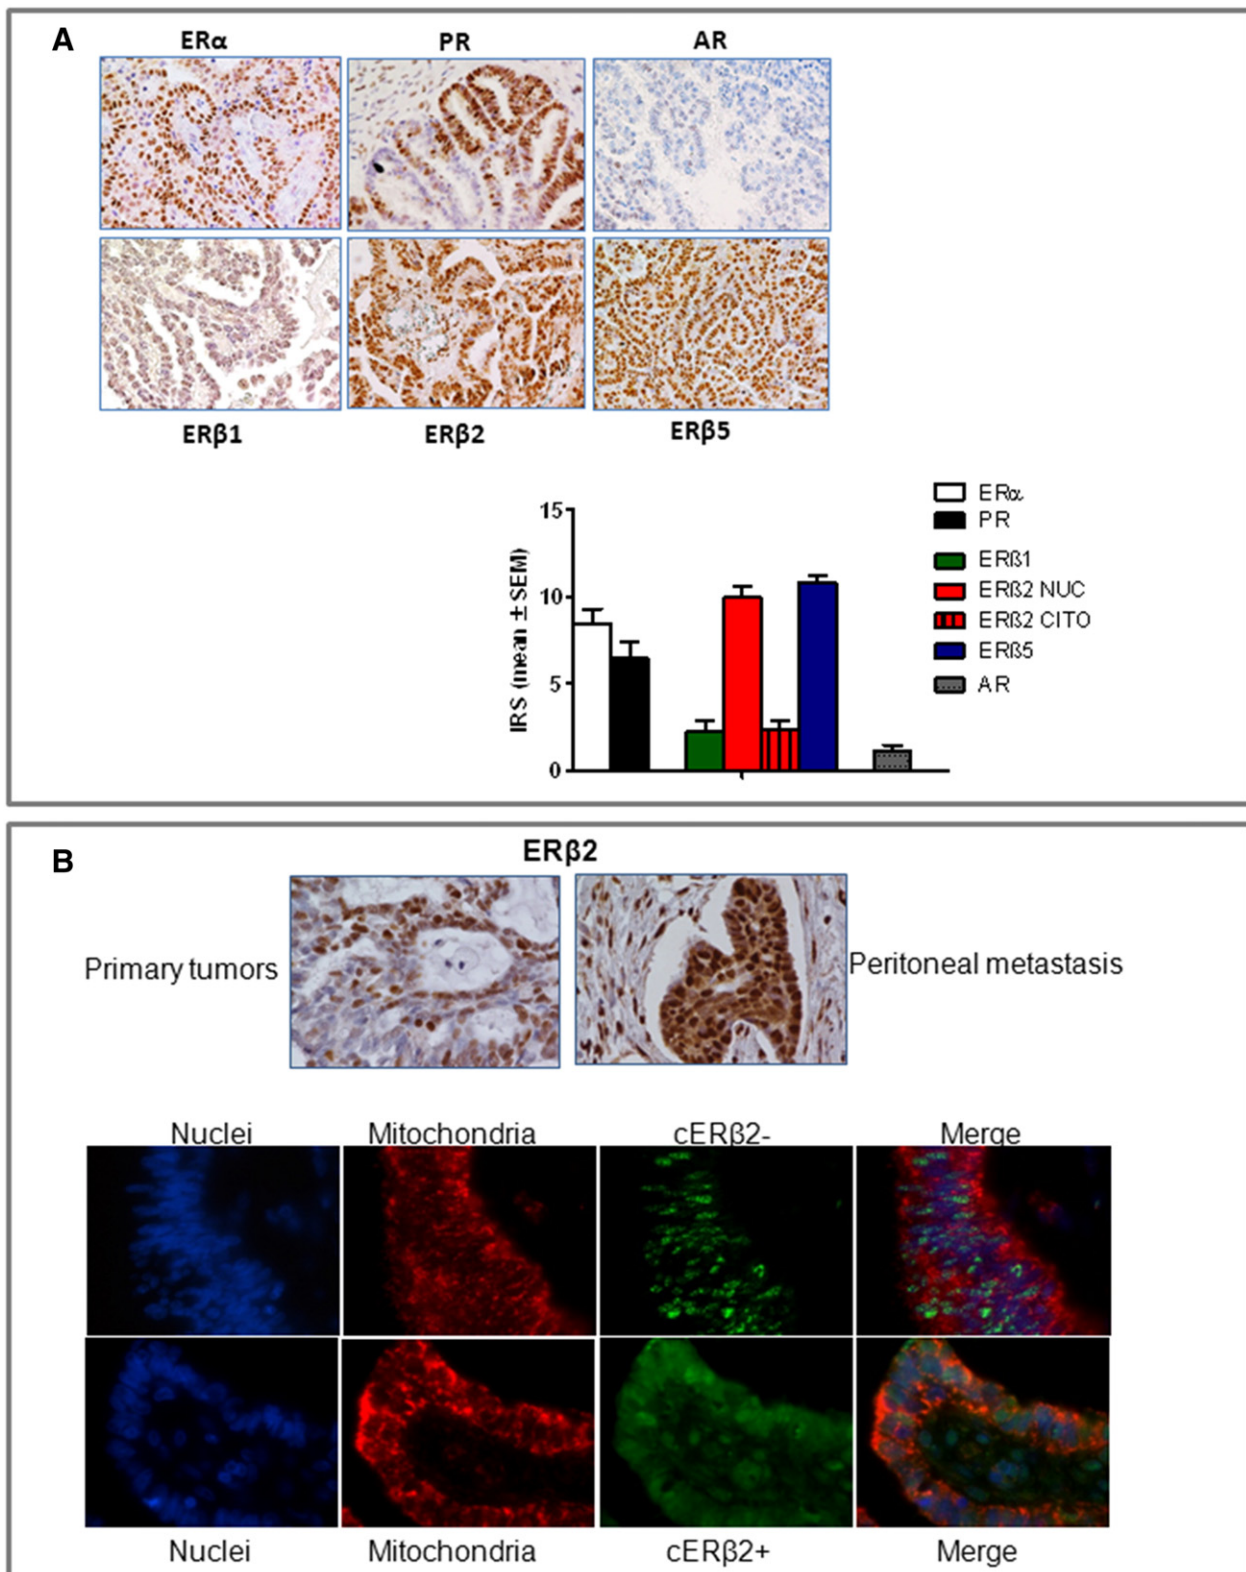 A
ERα PR AR
ERβ1 ERβ2 ERβ5
IRS (mean ± SEM)
15
10
5
0
ERα
PR
ERß1
ERß2 NUC
ERß2 CITO
ERß5
AR
B
ERβ2
Primary tumors
Peritoneal metastasis
Nuclei Mitochondria cERβ2- Merge
Nuclei Mitochondria cERβ2+ Merge